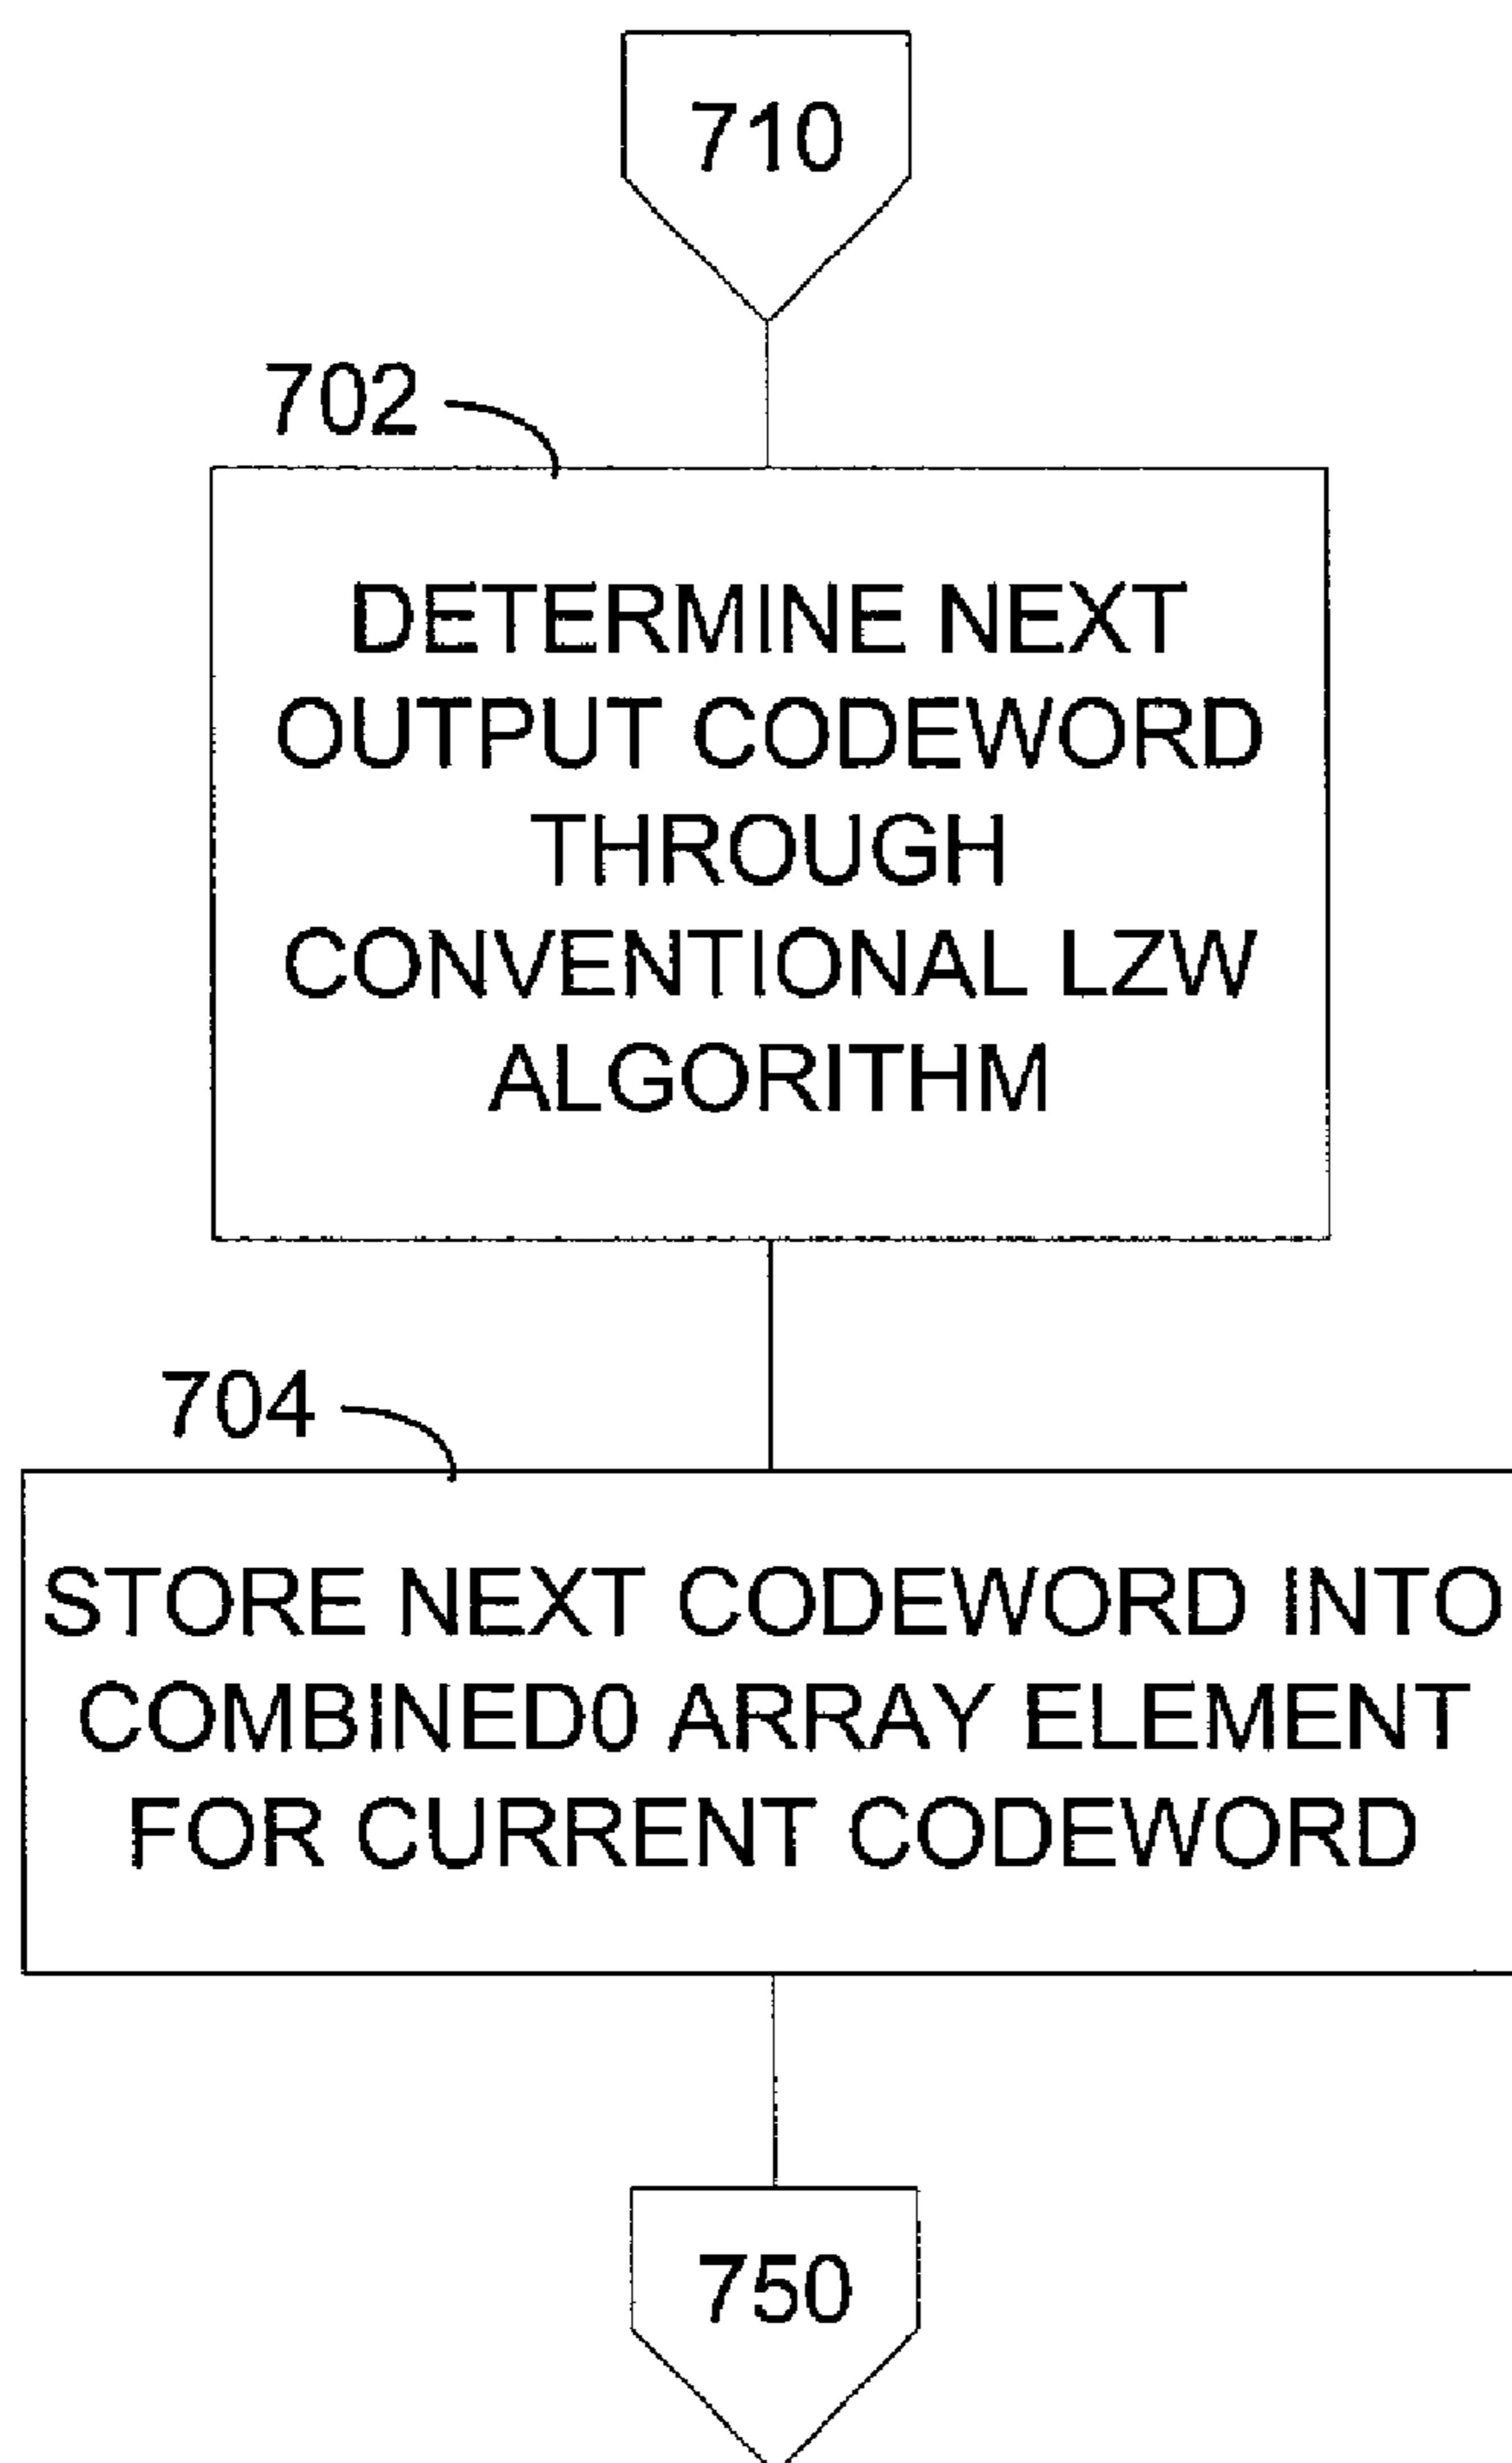 710
702
DETERMINE NEXT
OUTPUT CODEWORD
THROUGH
CONVENTIONAL LZW
ALGORITHM
704
STORE NEXT CODEWORD INTO
COMBINED0 ARRAY ELEMENT
FOR CURRENT CODEWORD
750